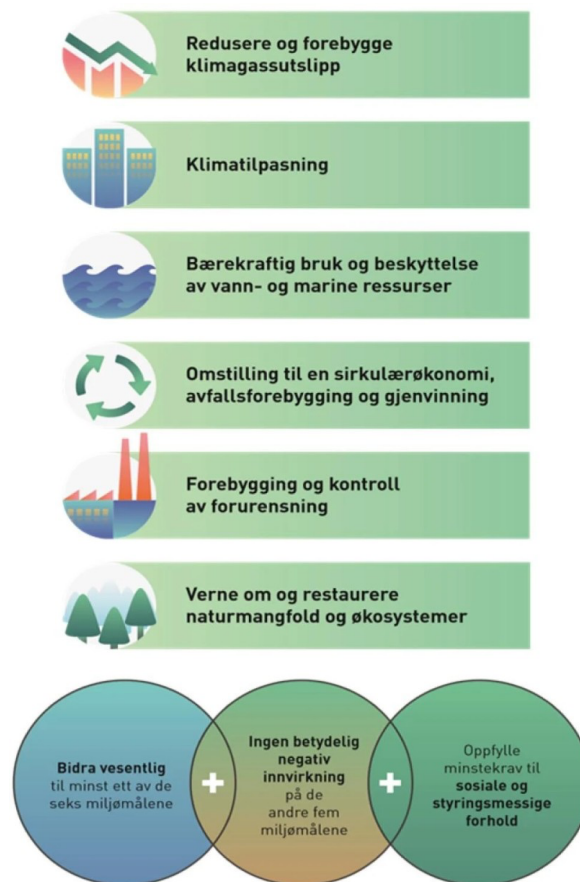 Redusere og forebygge
klimagassutslipp
Klimatilpasning
Bærekraftig bruk og beskyttelse
av vann- og marine ressurser
Omstilling til en sirkulærøkonomi,
avfallsforebygging og gjenvinning
Forebygging og kontroll
av forurensning
Verne om og restaurere
naturmangfold og økosystemer
Bidra vesentlig
til minst ett av de
seks miljømålene
+
Ingen betydelig
negativ
innvirkning
på de
andre fem
miljømålene
+
Oppfylle
minstekrav til
sosiale og
styringsmessige
forhold